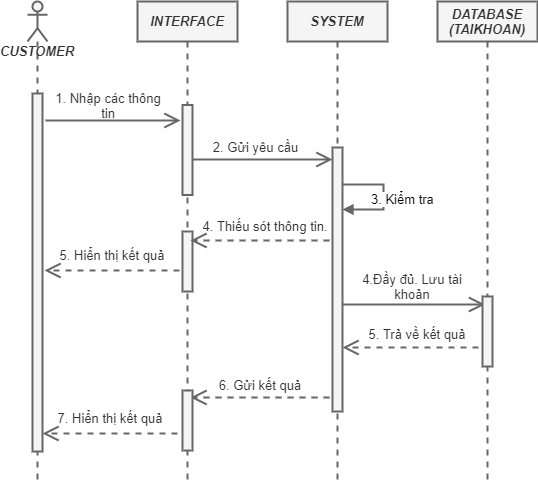 CUSTOMER
INTERFACE
SYSTEM
DATABASE
(TAIKHOAN)
1. Nhập các thông
tin
2. Gửi yêu cầu
3. Kiểm tra
4. Thiếu sót thông tin.
5. Hiển thị kết quả
4.Đầy đủ. Lưu tài
khoản
5. Trả về kết quả
6. Gửi kết quả
7. Hiển thị kết quả